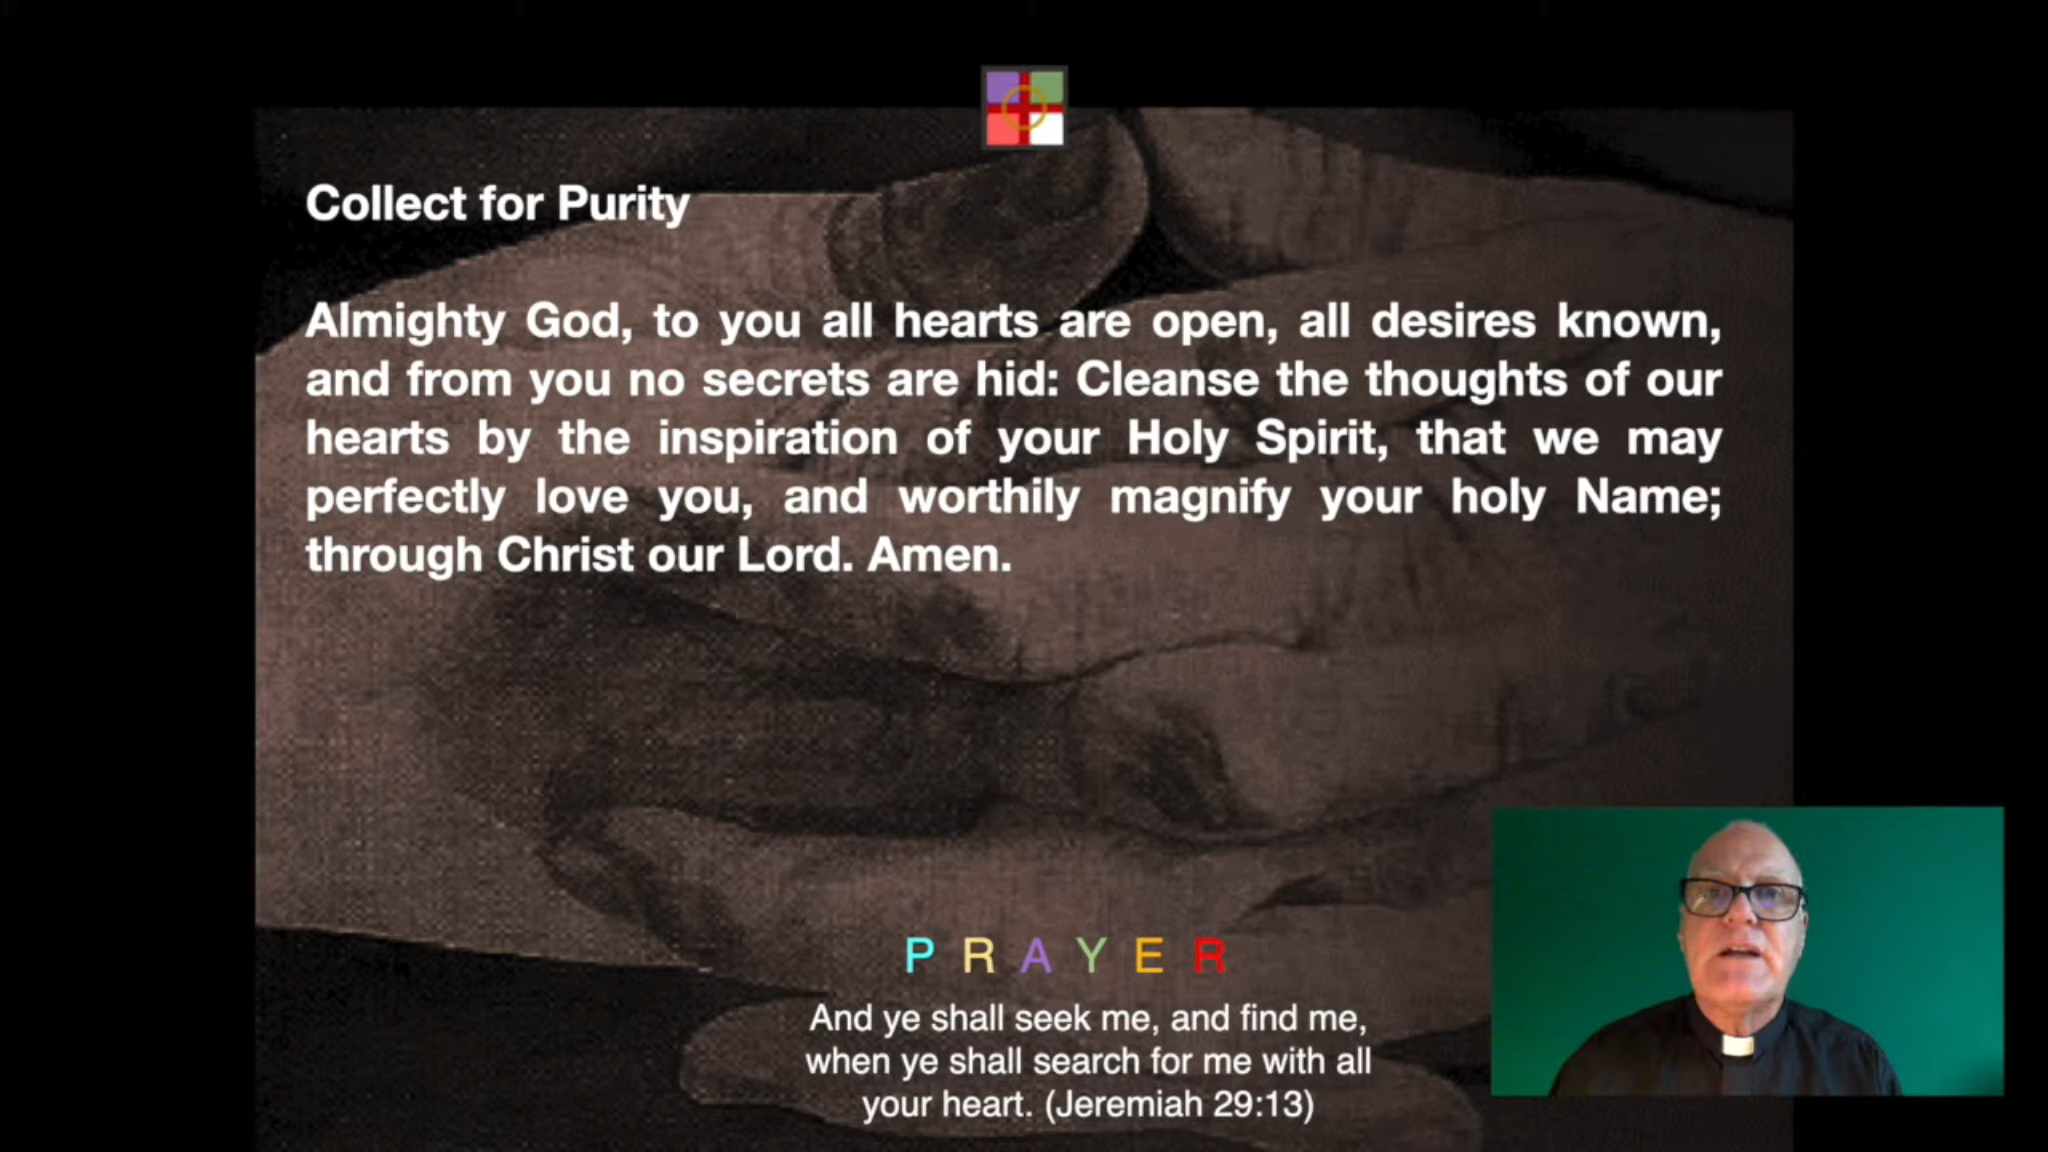 Collect for Purity
Almighty God, to you all hearts are open, all desires known,
and from you no secrets are hid: Cleanse the thoughts of our
hearts by the inspiration of your Holy Spirit, that we may
perfectly love you, and worthily magnify your holy Name;
through Christ our Lord. Amen.
P R A Y E R
And ye shall seek me, and find me,
when ye shall search for me with all
your heart. (Jeremiah 29:13)